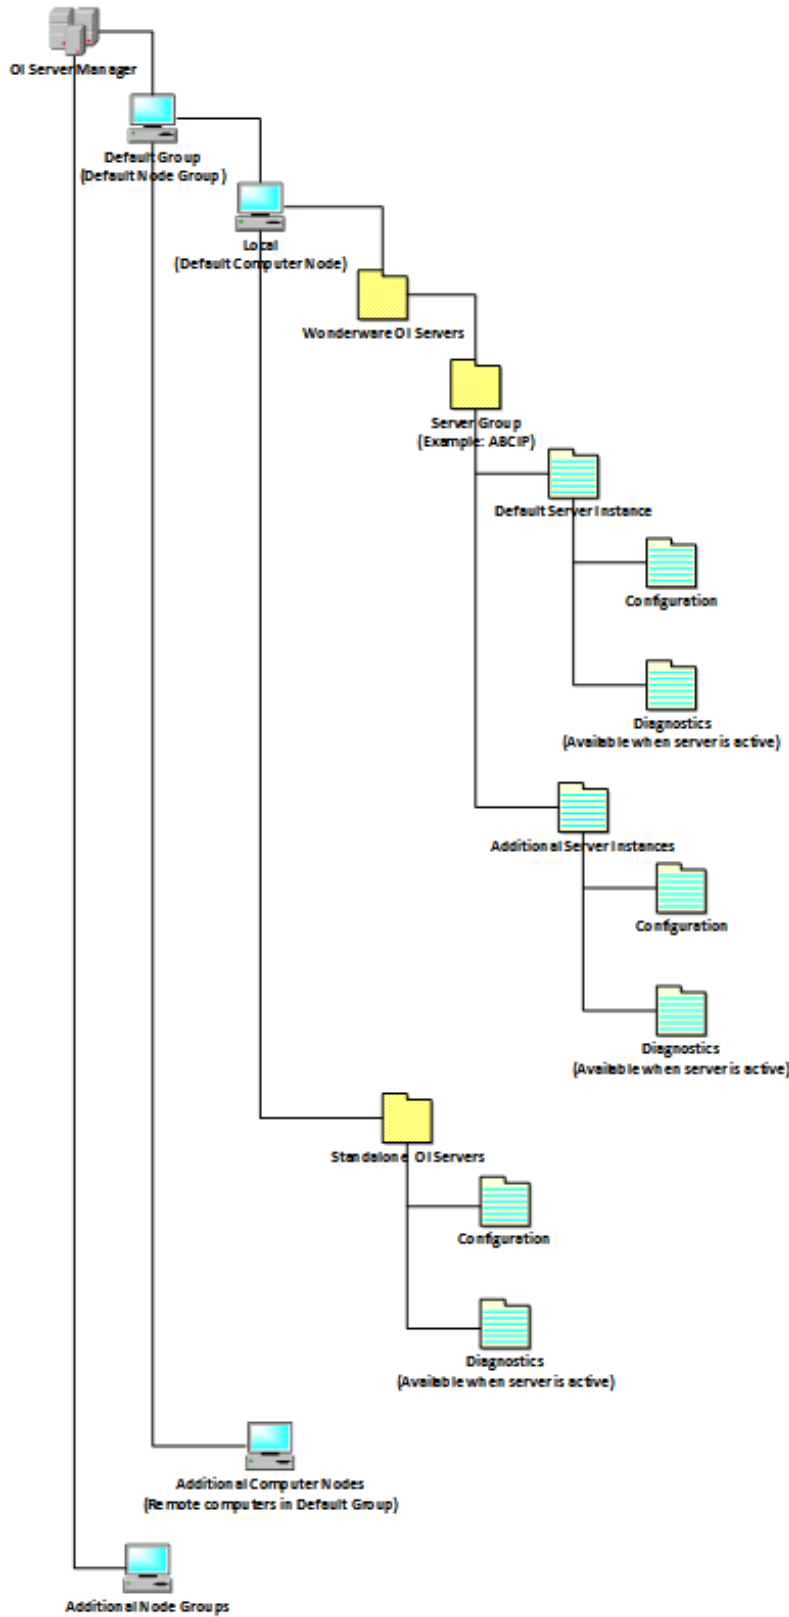 OI Server Manager
Default Group
(Default Node Group)
Local
(Default Computer Node)
Wonderware OI Servers
Server Group
(Example: ABCIP)
Default Server Instance
Configuration
Diagnostics
(Available when server is active)
Additional Server Instances
Configuration
Diagnostics
(Available when server is active)
Standalone OI Servers
Configuration
Diagnostics
(Available when server is active)
Additional Computer Nodes
(Remote computers in Default Group)
Additional Node Groups